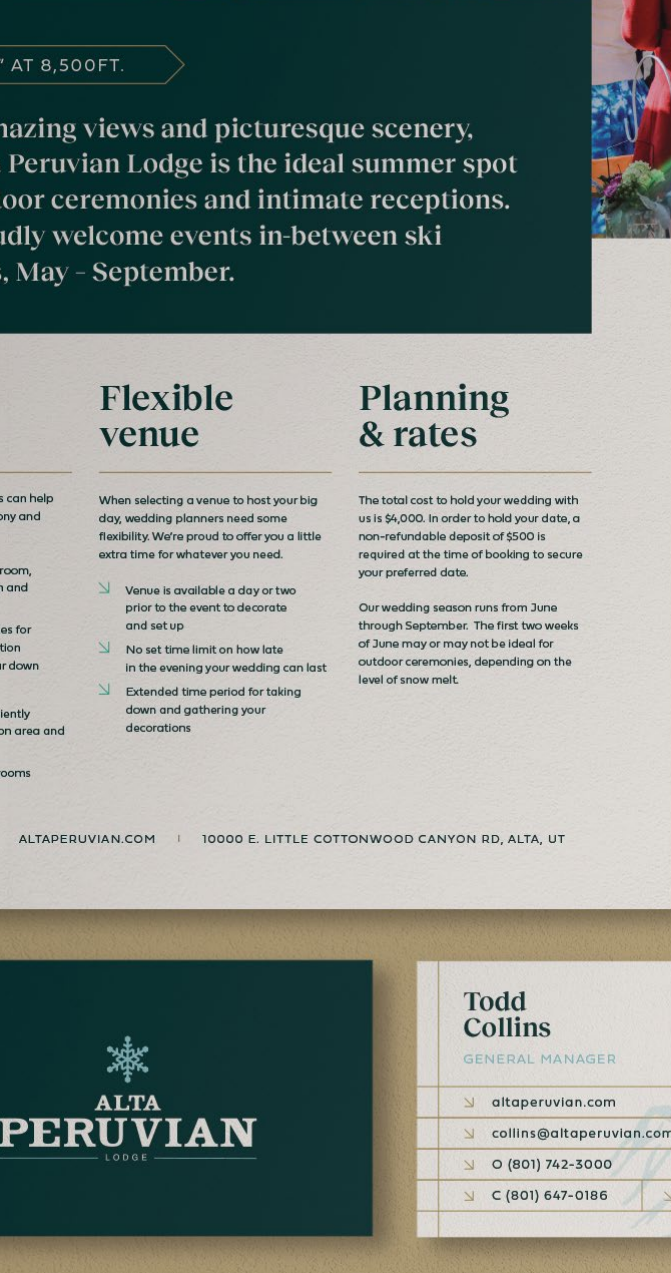 " AT 8,500FT.
mazing views and picturesque scenery,
Peruvian Lodge is the ideal summer spot
oor ceremonies and intimate receptions.
udly welcome events in-between ski
s, May – September.
s can help
ony and
room,
n and
es for
tion
ur down
iently
on area and
ooms
Flexible
venue
When selecting a venue to host your big
day, wedding planners need some
flexibility. We're proud to offer you a little
extra time for whatever you need.
Venue is available a day or two
prior to the event to decorate
and set up
No set time limit on how late
in the evening your wedding can last
Extended time period for taking
down and gathering your
decorations
Planning
& rates
The total cost to hold your wedding with
us is $4,000. In order to hold your date, a
non-refundable deposit of $500 is
required at the time of booking to secure
your preferred date.
Our wedding season runs from June
through September. The first two weeks
of June may or may not be ideal for
outdoor ceremonies, depending on the
level of snow melt.
ALTAPERUVIAN.COM | 10000 E. LITTLE COTTONWOOD CANYON RD, ALTA, UT
ALTA
PERUVIAN
LODGE
Todd
Collins
GENERAL MANAGER
altaperuvian.com
collins@altaperuvian.com
O (801) 742-3000
C (801) 647-0186